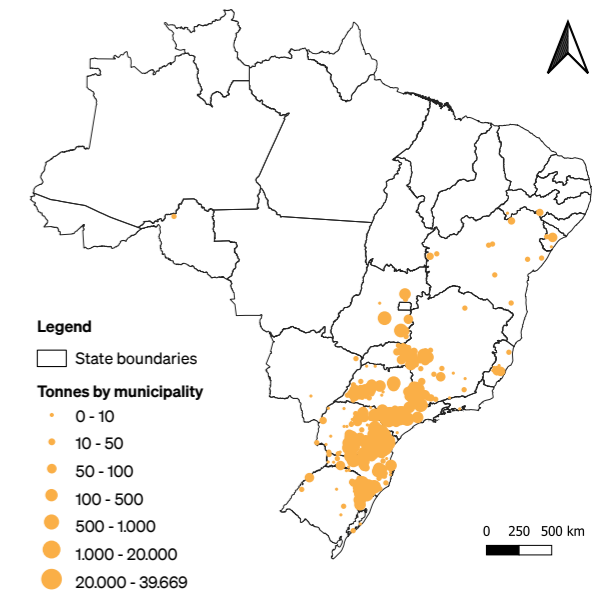 Legend
State boundaries
Tonnes by municipality
0 - 10
10 - 50
50 - 100
100 - 500
500 - 1.000
1.000 - 20.000
20.000 - 39.669
0 250 500 km